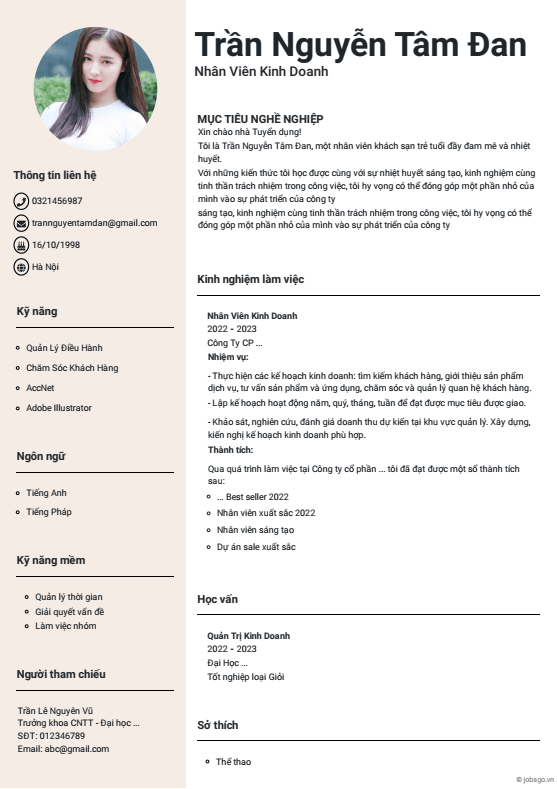 Trần Nguyễn Tâm Đan
Nhân Viên Kinh Doanh
Thông tin liên hệ
0321456987
trannguyentamdan@gmail.com
16/10/1998
Hà Nội
Kỹ năng
Quản Lý Điều Hành
Chăm Sóc Khách Hàng
AccNet
Adobe Illustrator
Ngôn ngữ
Tiếng Anh
Tiếng Pháp
Kỹ năng mềm
Quản lý thời gian
Giải quyết vấn đề
Làm việc nhóm
Người tham chiếu
Trần Lê Nguyên Vũ
Trưởng khoa CNTT - Đại học ...
SĐT: 012346789
Email: abc@gmail.com
MỤC TIÊU NGHỀ NGHIỆP
Xin chào nhà Tuyển dụng!
Tôi là Trần Nguyễn Tâm Đan, một nhân viên khách sạn trẻ tuổi đầy đam mê và nhiệt
huyết.
Với những kiến thức tôi học được cùng với sự nhiệt huyết sáng tạo, kinh nghiệm cùng
tinh thần trách nhiệm trong công việc, tôi hy vọng có thể đóng góp một phần nhỏ của
mình vào sự phát triển của công ty
sáng tạo, kinh nghiệm cùng tinh thần trách nhiệm trong công việc, tôi hy vọng có thể
đóng góp một phần nhỏ của mình vào sự phát triển của công ty
Kinh nghiệm làm việc
Nhân Viên Kinh Doanh
2022 - 2023
Công Ty CP ...
Nhiệm vụ:
- Thực hiện các kế hoạch kinh doanh: tìm kiếm khách hàng, giới thiệu sản phẩm
dịch vụ, tư vấn sản phẩm và ứng dụng, chăm sóc và quản lý quan hệ khách hàng.
- Lập kế hoạch hoạt động năm, quý, tháng, tuần để đạt được mục tiêu được giao.
- Khảo sát, nghiên cứu, đánh giá doanh thu dự kiến tại khu vực quản lý. Xây dựng,
kiến nghị kế hoạch kinh doanh phù hợp.
Thành tích:
Qua quá trình làm việc tại Công ty cổ phần ... tôi đã đạt được một số thành tích
sau:
... Best seller 2022
Nhân viên xuất sắc 2022
Nhân viên sáng tạo
Dự án sale xuất sắc
Học vấn
Quản Trị Kinh Doanh
2022 - 2023
Đại Học ...
Tốt nghiệp loại Giỏi
Sở thích
Thể thao
© jobsgo.vn